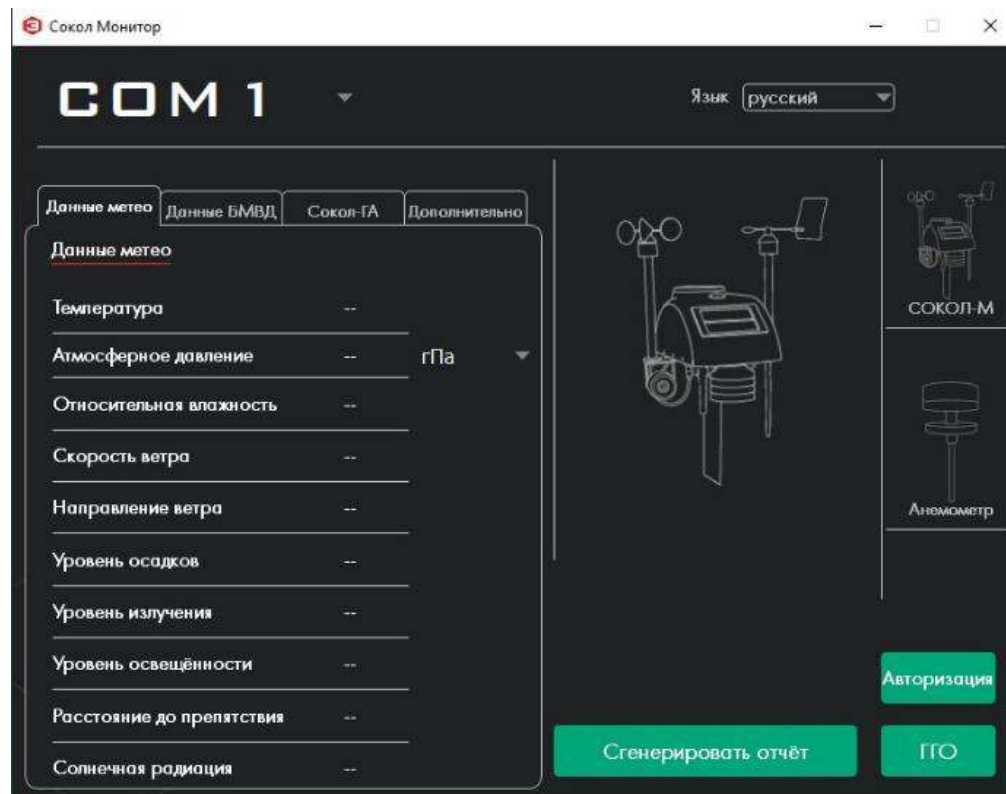 Сокол Монитор
COM 1
Язык русский
Данные метео Данные БМВД Сокол-ГА Дополнительно
Данные метео
Температура --
Атмосферное давление -- гПа
Относительная влажность --
Скорость ветра --
Направление ветра --
Уровень осадков --
Уровень излучения --
Уровень освещённости --
Расстояние до препятствия --
Солнечная радиация --
СОКОЛ-М
Анемометр
Авторизация
Сгенерировать отчёт
ГГО